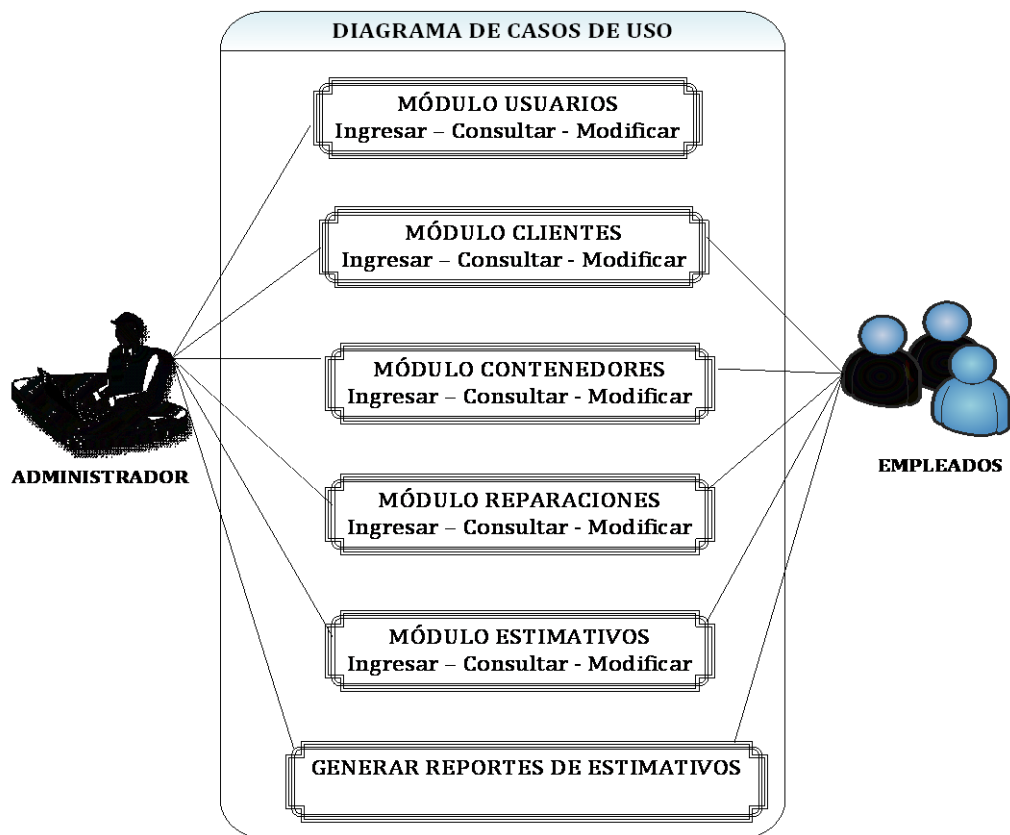 DIAGRAMA DE CASOS DE USO
MÓDULO USUARIOS
Ingresar – Consultar - Modificar
MÓDULO CLIENTES
Ingresar – Consultar - Modificar
MÓDULO CONTENEDORES
Ingresar – Consultar - Modificar
ADMINISTRADOR
EMPLEADOS
MÓDULO REPARACIONES
Ingresar – Consultar - Modificar
MÓDULO ESTIMATIVOS
Ingresar – Consultar - Modificar
GENERAR REPORTES DE ESTIMATIVOS